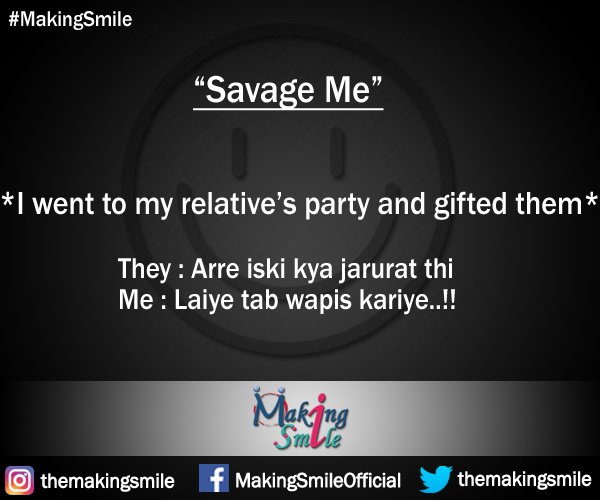 #MakingSmile
“Savage Me”
*I went to my relative’s party and gifted them*
They : Arre iski kya jarurat thi
Me : Laiye tab wapis kariye..!!
Making
Smile
themakingsmile MakingSmileOfficial themakingsmile